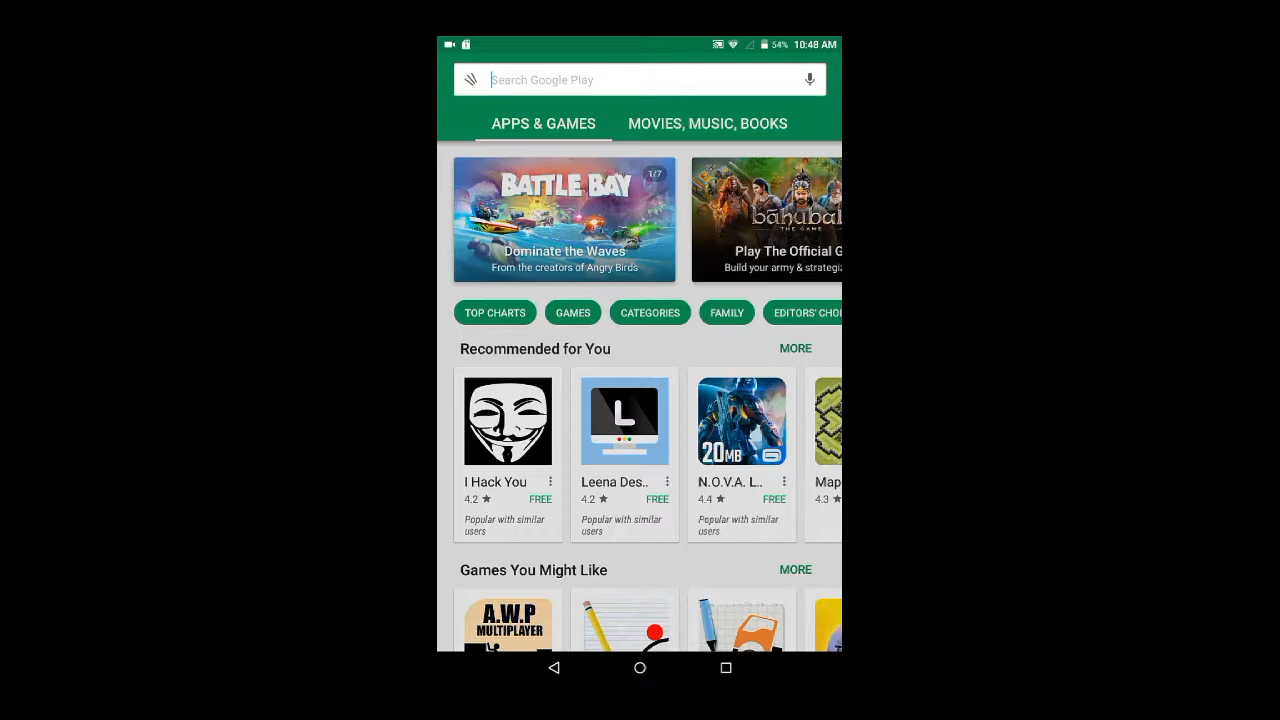 54% 10:48 AM
Search Google Play
APPS & GAMES MOVIES, MUSIC, BOOKS
BATTLE BAY
1/7
Dominate the Waves
From the creators of Angry Birds
bāhubal
THE GAME
Play The Official G
Build your army & strategiz
TOP CHARTS GAMES CATEGORIES FAMILY EDITORS' CHOI
Recommended for You MORE
L
20MB
I Hack You
4.2 FREE
Popular with similar
users
Leena Des..
4.2 FREE
Popular with similar
users
N.O.V.A. L..
4.4 FREE
Popular with similar
users
Map
4.3
Games You Might Like MORE
A.W.P
MULTIPLAYER